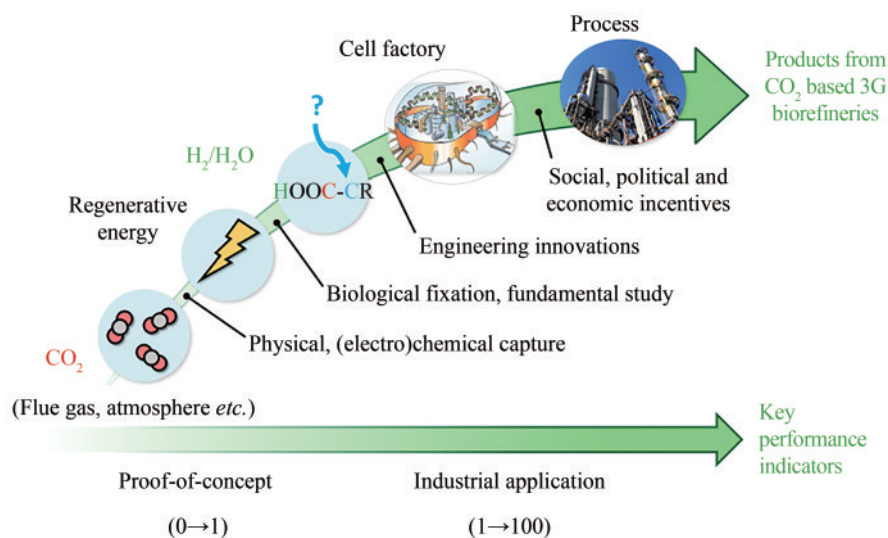 Process
Cell factory
Products from
CO₂ based 3G
biorefineries
?
H₂/H₂O
HOOC-CR
Social, political and
economic incentives
Regenerative
energy
Engineering innovations
Biological fixation, fundamental study
Physical, (electro)chemical capture
CO₂
(Flue gas, atmosphere etc.)
Key
performance
indicators
Proof-of-concept
Industrial application
(0→1)
(1→100)